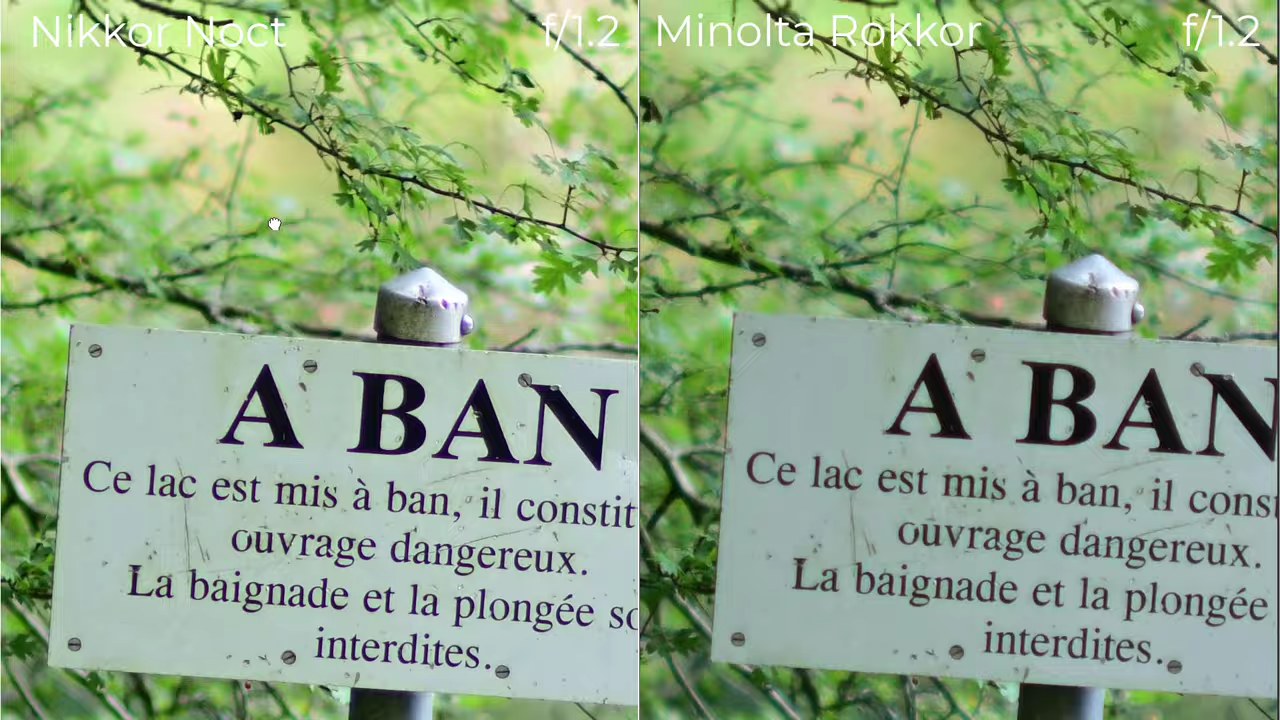 Nikkor Noct f/1.2
Minolta Rokkor f/1.2
A BAN
Ce lac est mis à ban, il constit
ouvrage dangereux.
La baignade et la plongée so
interdites.
A BAN
Ce lac est mis à ban, il cons
ouvrage dangereux.
La baignade et la plongée
interdites.